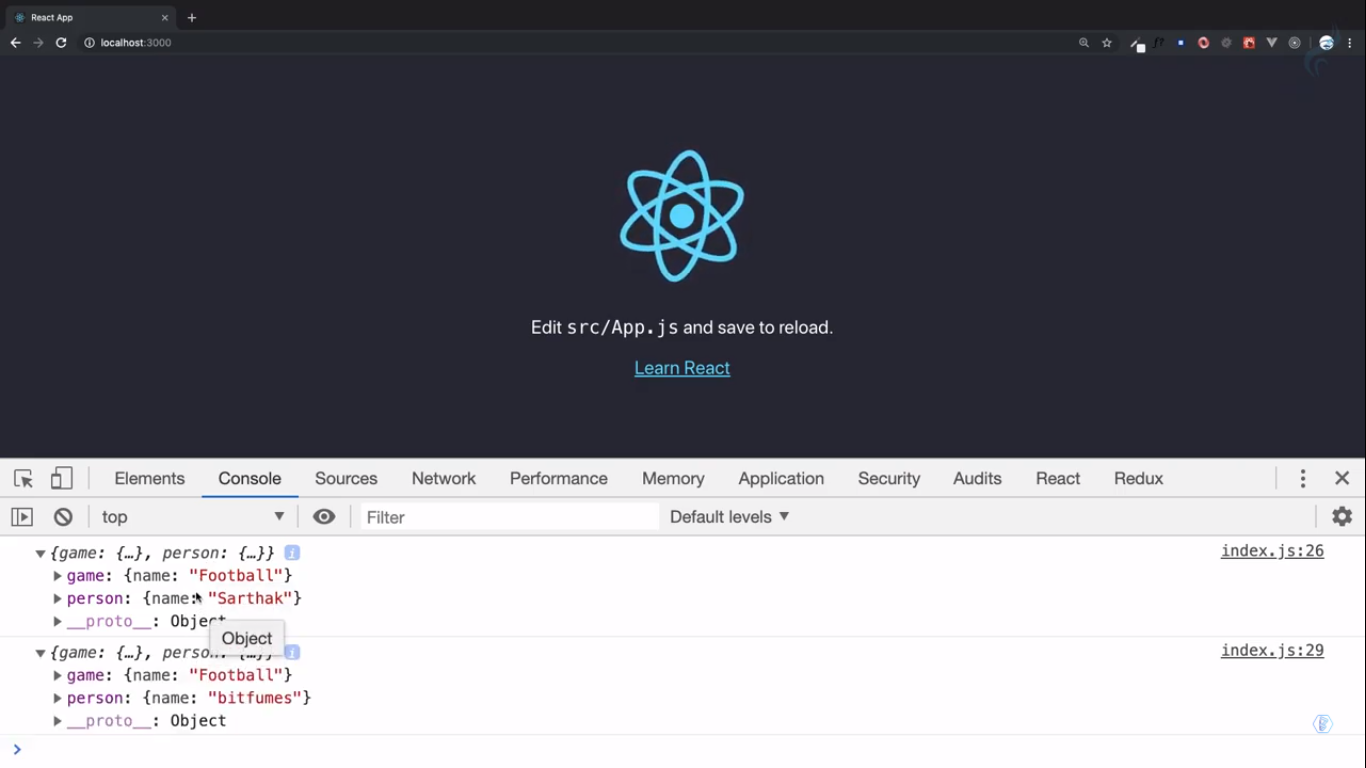 React App
localhost:3000
f?
Edit src/App.js and save to reload.
Learn React
Elements Console Sources Network Performance Memory Application Security Audits React Redux
top Filter Default levels
{game: {…}, person: {…}} i index.js:26
game: {name: "Football"}
person: {name: "Sarthak"}
__proto__: Object
Object
{game: {…}, person: {…}} i index.js:29
game: {name: "Football"}
person: {name: "bitfumes"}
__proto__: Object